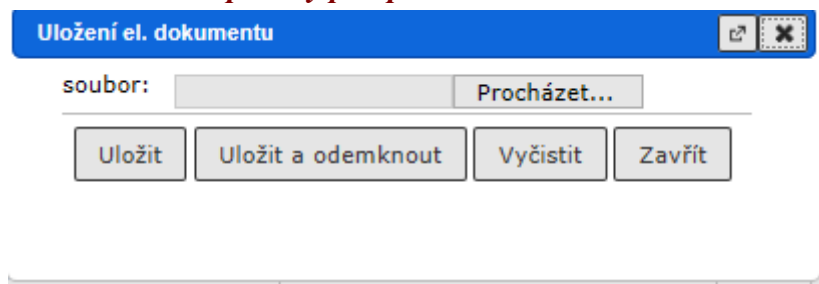 Uložení el. dokumentu
soubor: Procházet...
Uložit Uložit a odemknout Vyčistit Zavřít